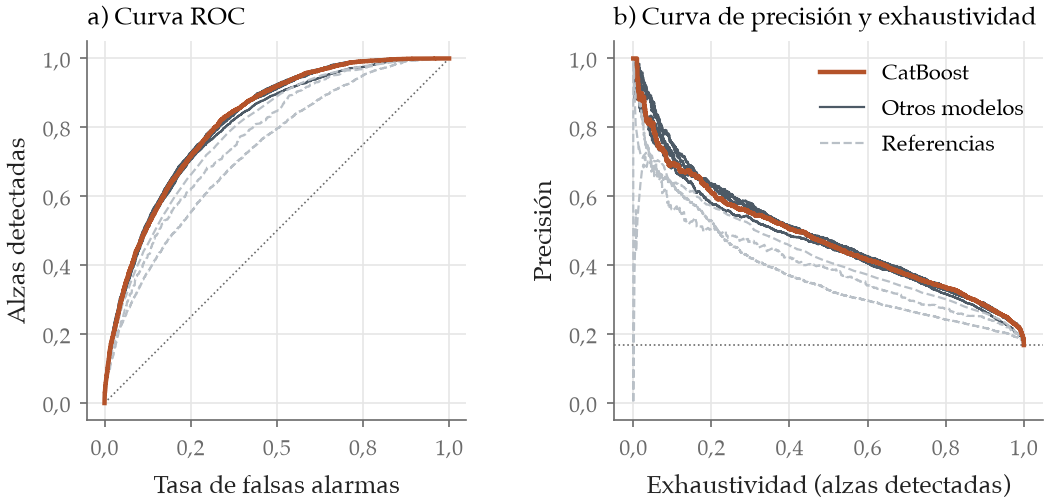 a) Curva ROC
1,0
0,8
0,6
0,4
0,2
0,0
Alzas detectadas
0,0 0,2 0,5 0,8 1,0
Tasa de falsas alarmas
b) Curva de precisión y exhaustividad
CatBoost
Otros modelos
Referencias
1,0
0,8
0,6
0,4
0,2
0,0
Precisión
0,0 0,2 0,4 0,6 0,8 1,0
Exhaustividad (alzas detectadas)